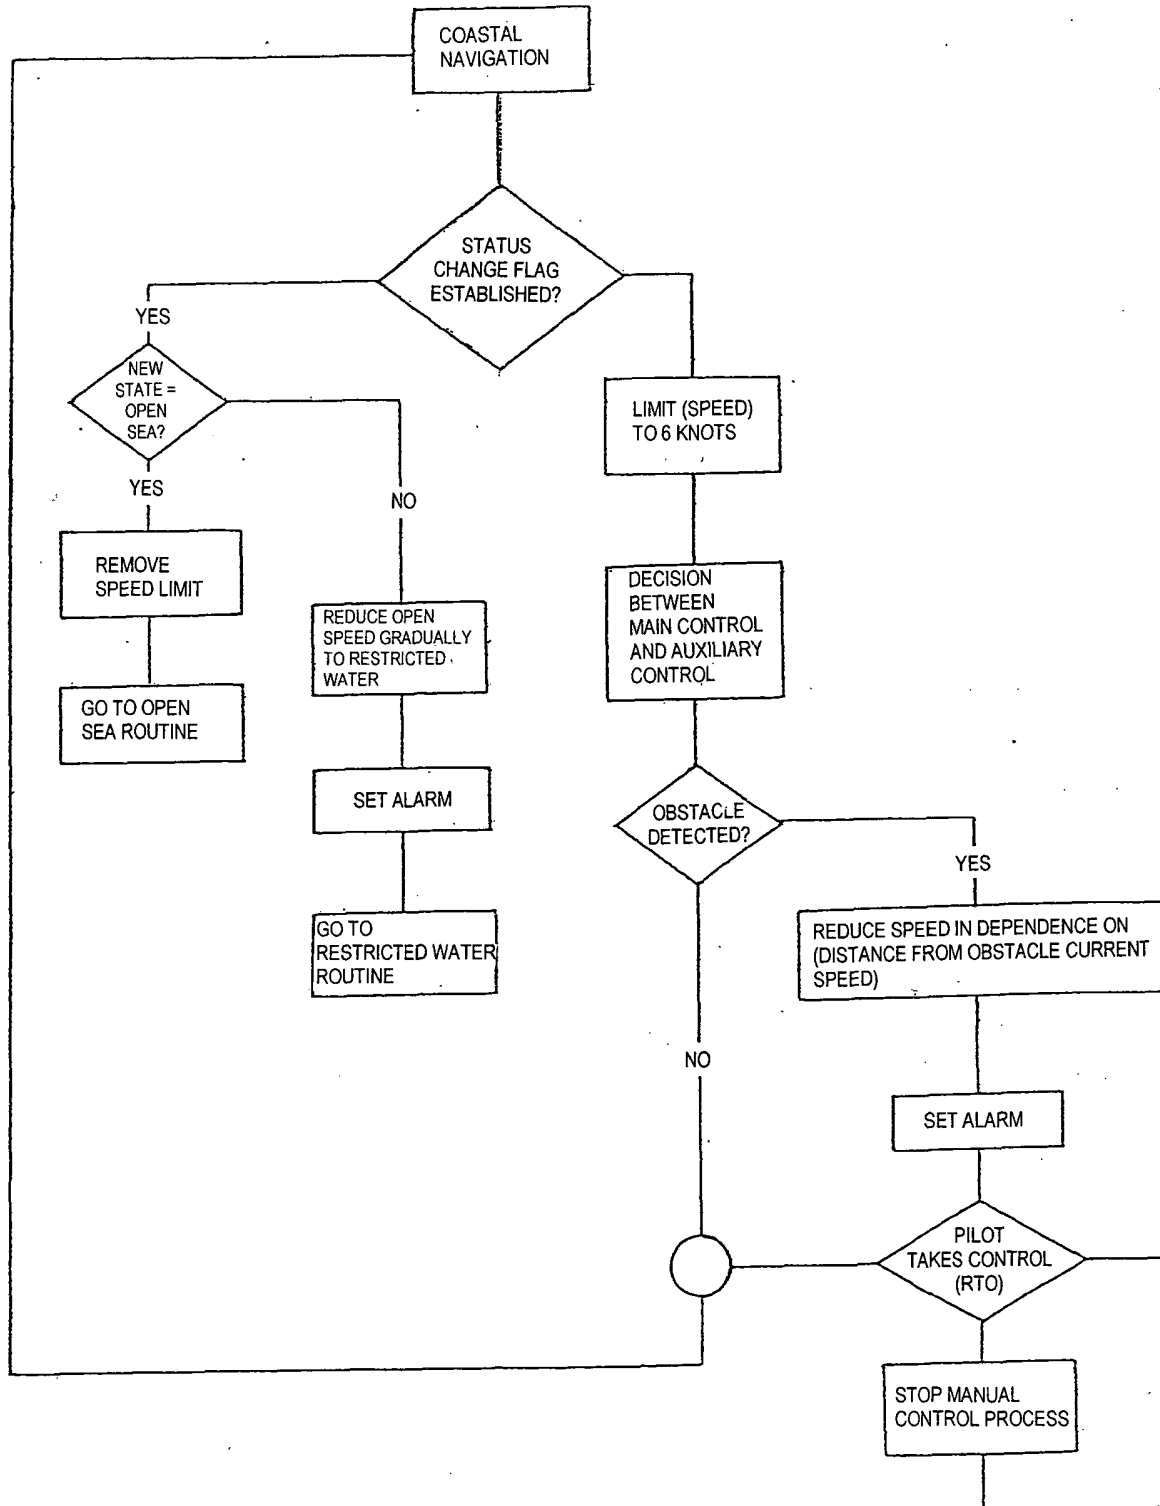 COASTAL
NAVIGATION
STATUS
CHANGE FLAG
ESTABLISHED?
YES
NEW
STATE =
OPEN
SEA?
YES
REMOVE
SPEED LIMIT
GO TO OPEN
SEA ROUTINE
NO
REDUCE OPEN
SPEED GRADUALLY
TO RESTRICTED
WATER
SET ALARM
GO TO
RESTRICTED WATER
ROUTINE
LIMIT (SPEED)
TO 6 KNOTS
DECISION
BETWEEN
MAIN CONTROL
AND AUXILIARY
CONTROL
OBSTACLE
DETECTED?
YES
NO
REDUCE SPEED IN DEPENDENCE ON
(DISTANCE FROM OBSTACLE CURRENT
SPEED)
SET ALARM
PILOT
TAKES CONTROL
(RTO)
STOP MANUAL
CONTROL PROCESS